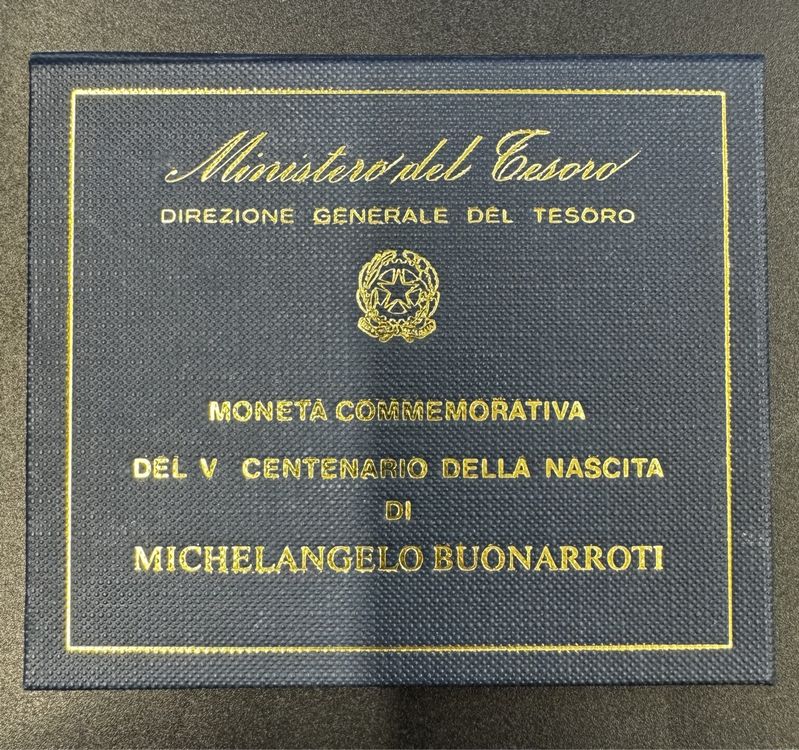 Ministero del Tesoro
DIREZIONE GENERALE DEL TESORO
MONETA COMMEMORATIVA
DEL V CENTENARIO DELLA NASCITA
DI
MICHELANGELO BUONARROTI